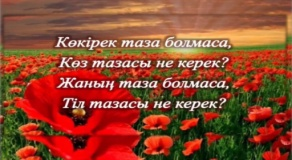 Көкірек таза болмаса,
Көз тазасы не керек?
Жаның таза болмаса,
Тіл тазасы не керек?